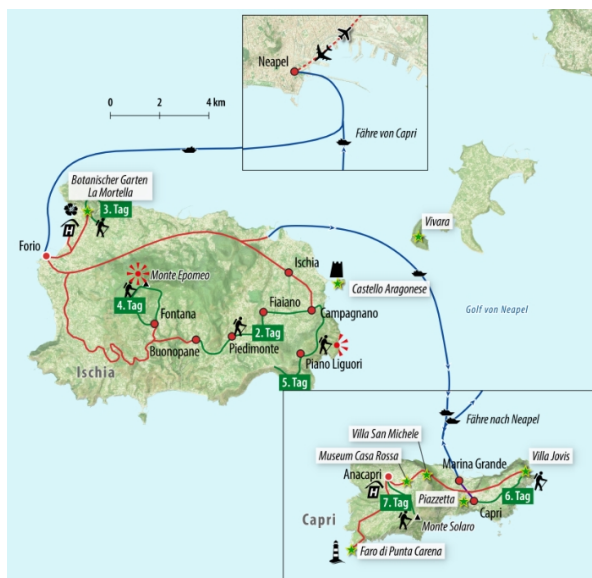 Neapel
Fähre von Capri
0
2
4 km
Botanischer Garten
La Mortella
3. Tag
H
Forio
Vivara
Ischia
Monte Epomeo
Castello Aragonese
4. Tag
Fontana
Fiaiano
Campagnano
Golf von Neapel
2. Tag
Buonopane
Piedimonte
Piano Liguori
Ischia
5. Tag
Fähre nach Neapel
Villa San Michele
Museum Casa Rossa
Marina Grande
Villa Jovis
Anacapri
H
Piazzetta
6. Tag
7. Tag
Capri
Capri
Monte Solaro
Faro di Punta Carena